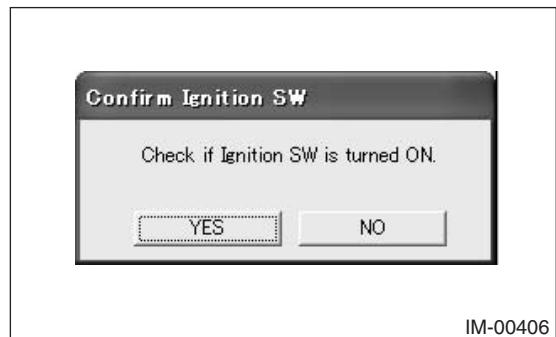 Confirm Ignition SW
Check if Ignition SW is turned ON.
YES
NO
IM-00406